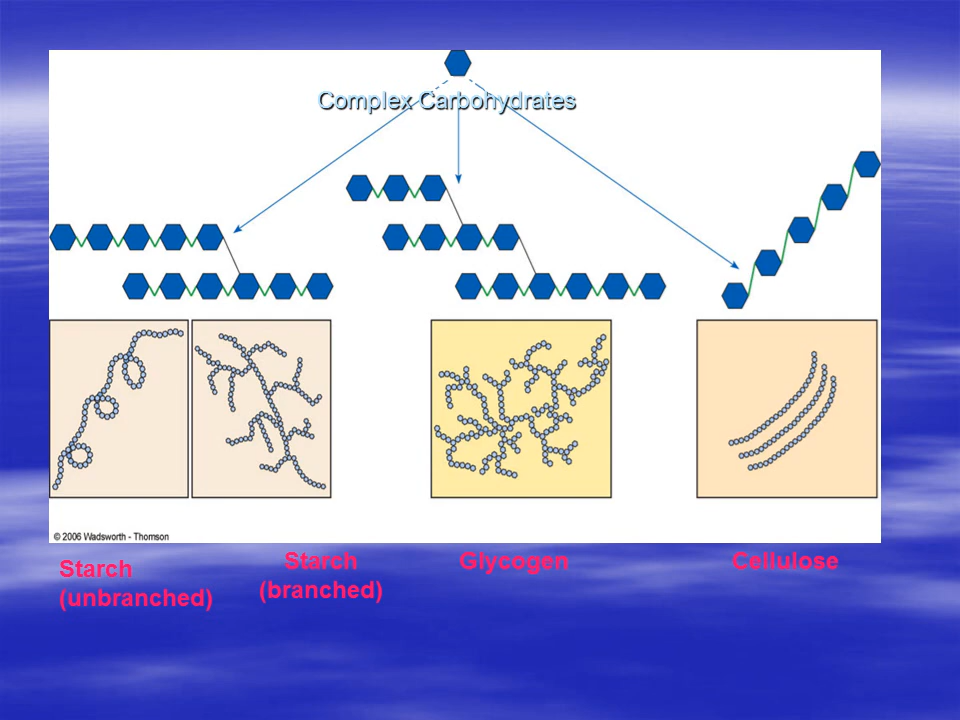 Complex Carbohydrates
© 2006 Wadsworth - Thomson
Starch
(unbranched)
Starch
(branched)
Glycogen
Cellulose